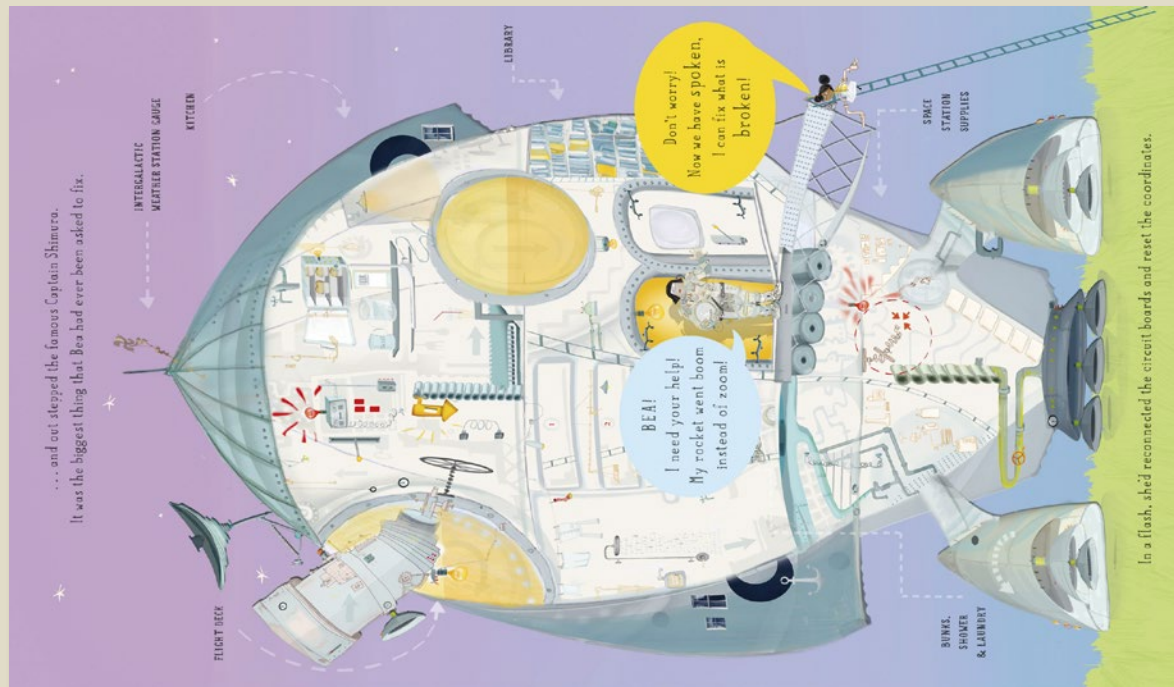 . . . and out stepped the famous Captain Shimura.
It was the biggest thing that Bea had ever been asked to fix.
INTERGALACTIC
WEATHER STATION GAUGE
KITCHEN
FLIGHT DECK
LIBRARY
BEA!
I need your help!
My rocket went boom
instead of zoom!
Don't worry!
Now we have spoken,
I can fix what is
broken!
1
2
BUNKS,
SHOWER
& LAUNDRY
SPACE
STATION
SUPPLIES
In a flash, she'd reconnected the circuit boards and reset the coordinates.